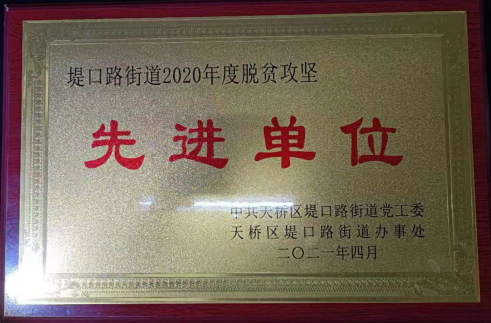 堤口路街道2020年度脱贫攻坚
先进单位
中共天桥区堤口路街道党工委
天桥区堤口路街道办事处
二〇二一年四月